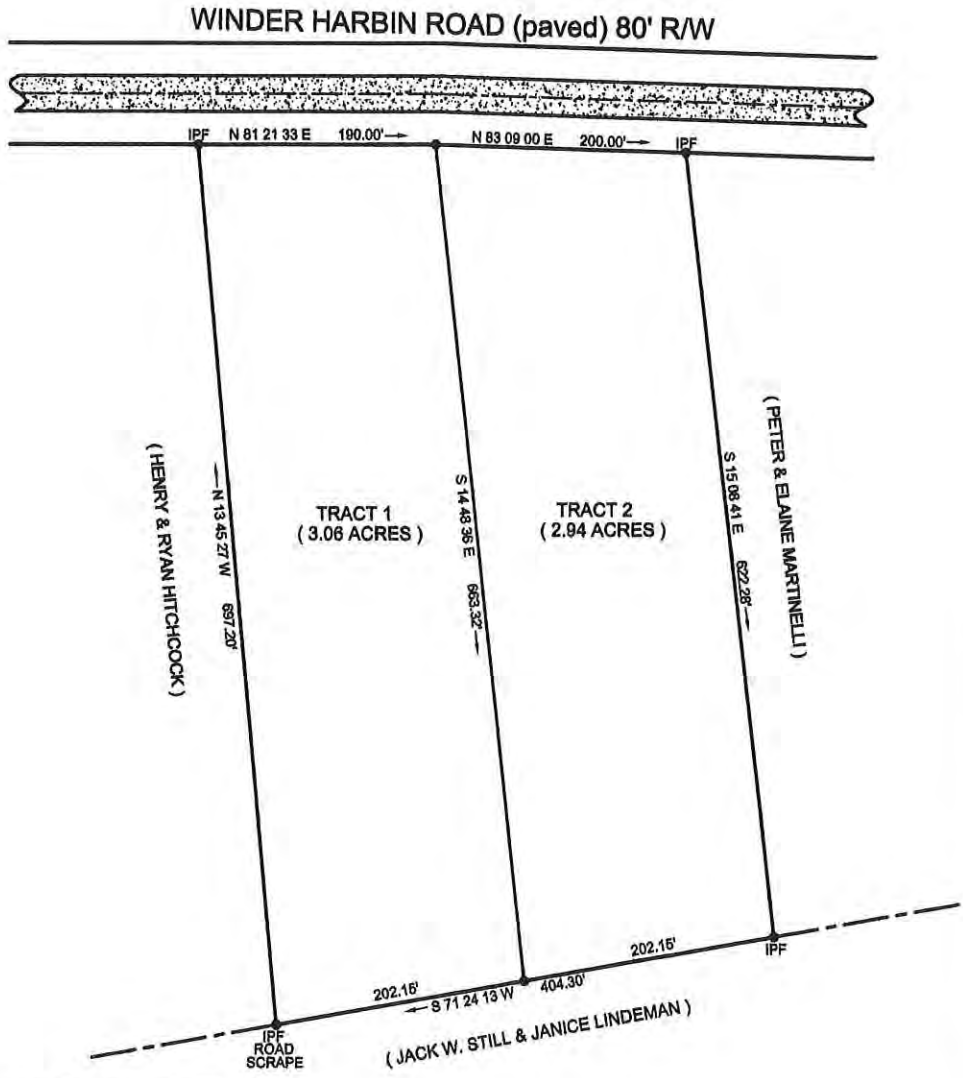 WINDER HARBIN ROAD (paved) 80' R/W
IPF N 81 21 33 E 190.00' N 83 09 00 E 200.00' IPF
( HENRY & RYAN HITCHCOCK )
N 13 45 27 W 697.20'
TRACT 1
( 3.06 ACRES )
S 14 48 36 E 663.32'
TRACT 2
( 2.94 ACRES )
S 15 08 41 E 622.28'
( PETER & ELAINE MARTINELLI )
202.15'
S 71 24 13 W 404.30'
202.15'
IPF
IPF
ROAD
SCRAPE
( JACK W. STILL & JANICE LINDEMAN )